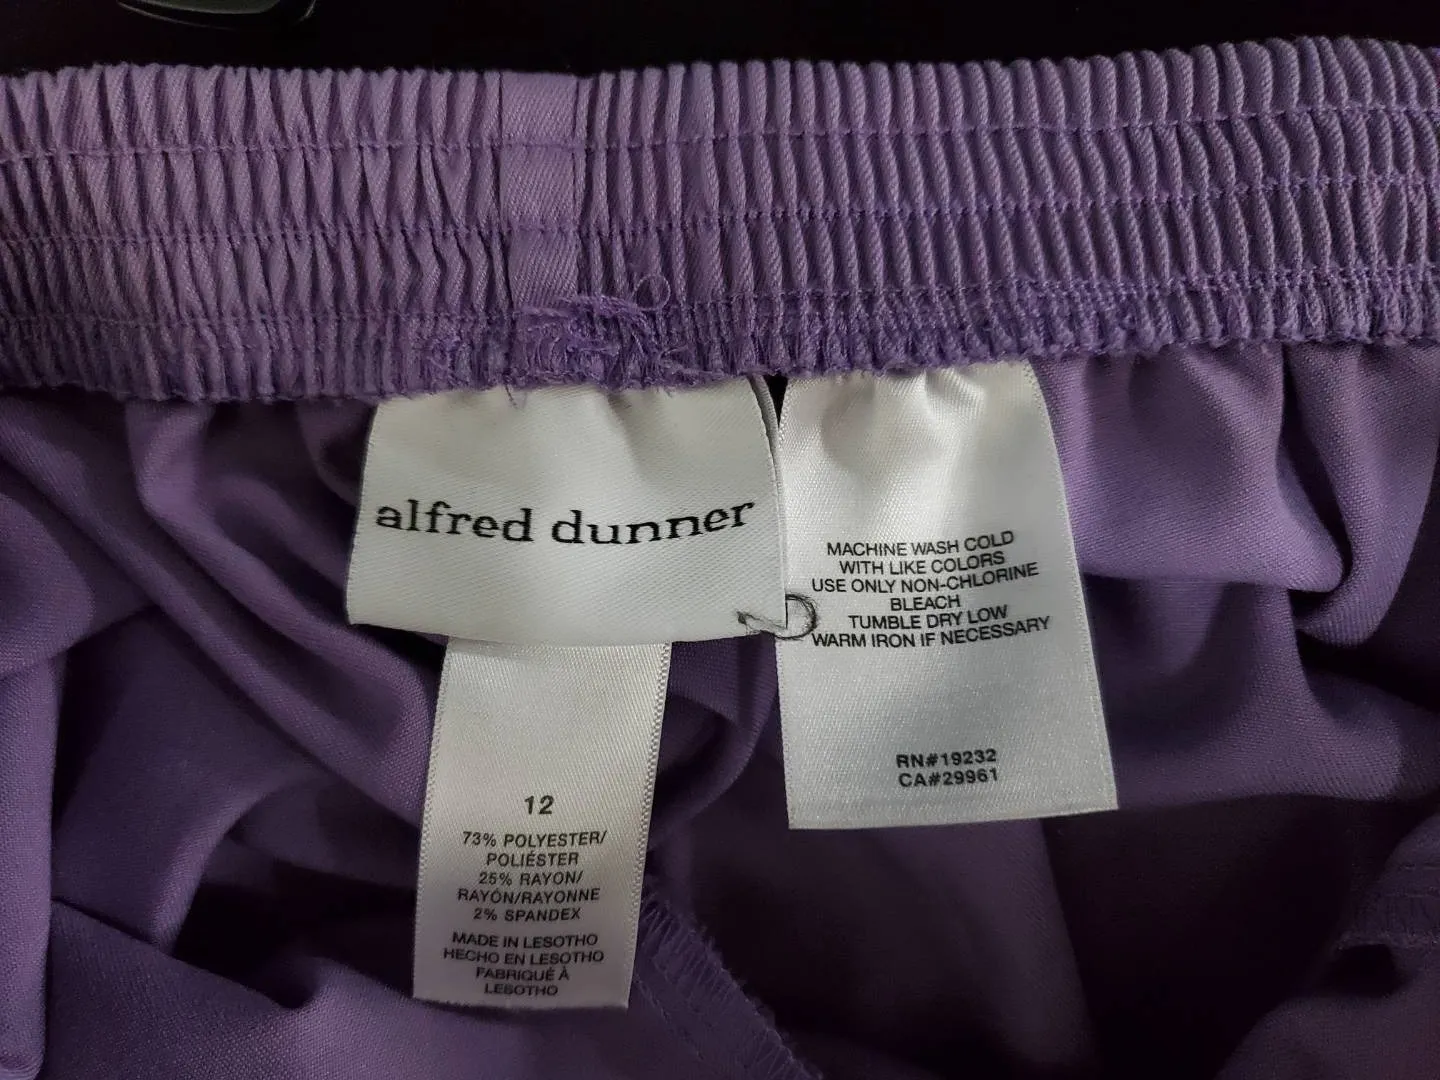 alfred dunner
12
73% POLYESTER/
POLIÉSTER
25% RAYON/
RAYÓN/RAYONNE
2% SPANDEX
MADE IN LESOTHO
HECHO EN LESOTHO
FABRIQUÉ À
LESOTHO
MACHINE WASH COLD
WITH LIKE COLORS
USE ONLY NON-CHLORINE
BLEACH
TUMBLE DRY LOW
WARM IRON IF NECESSARY
RN#19232
CA#29961